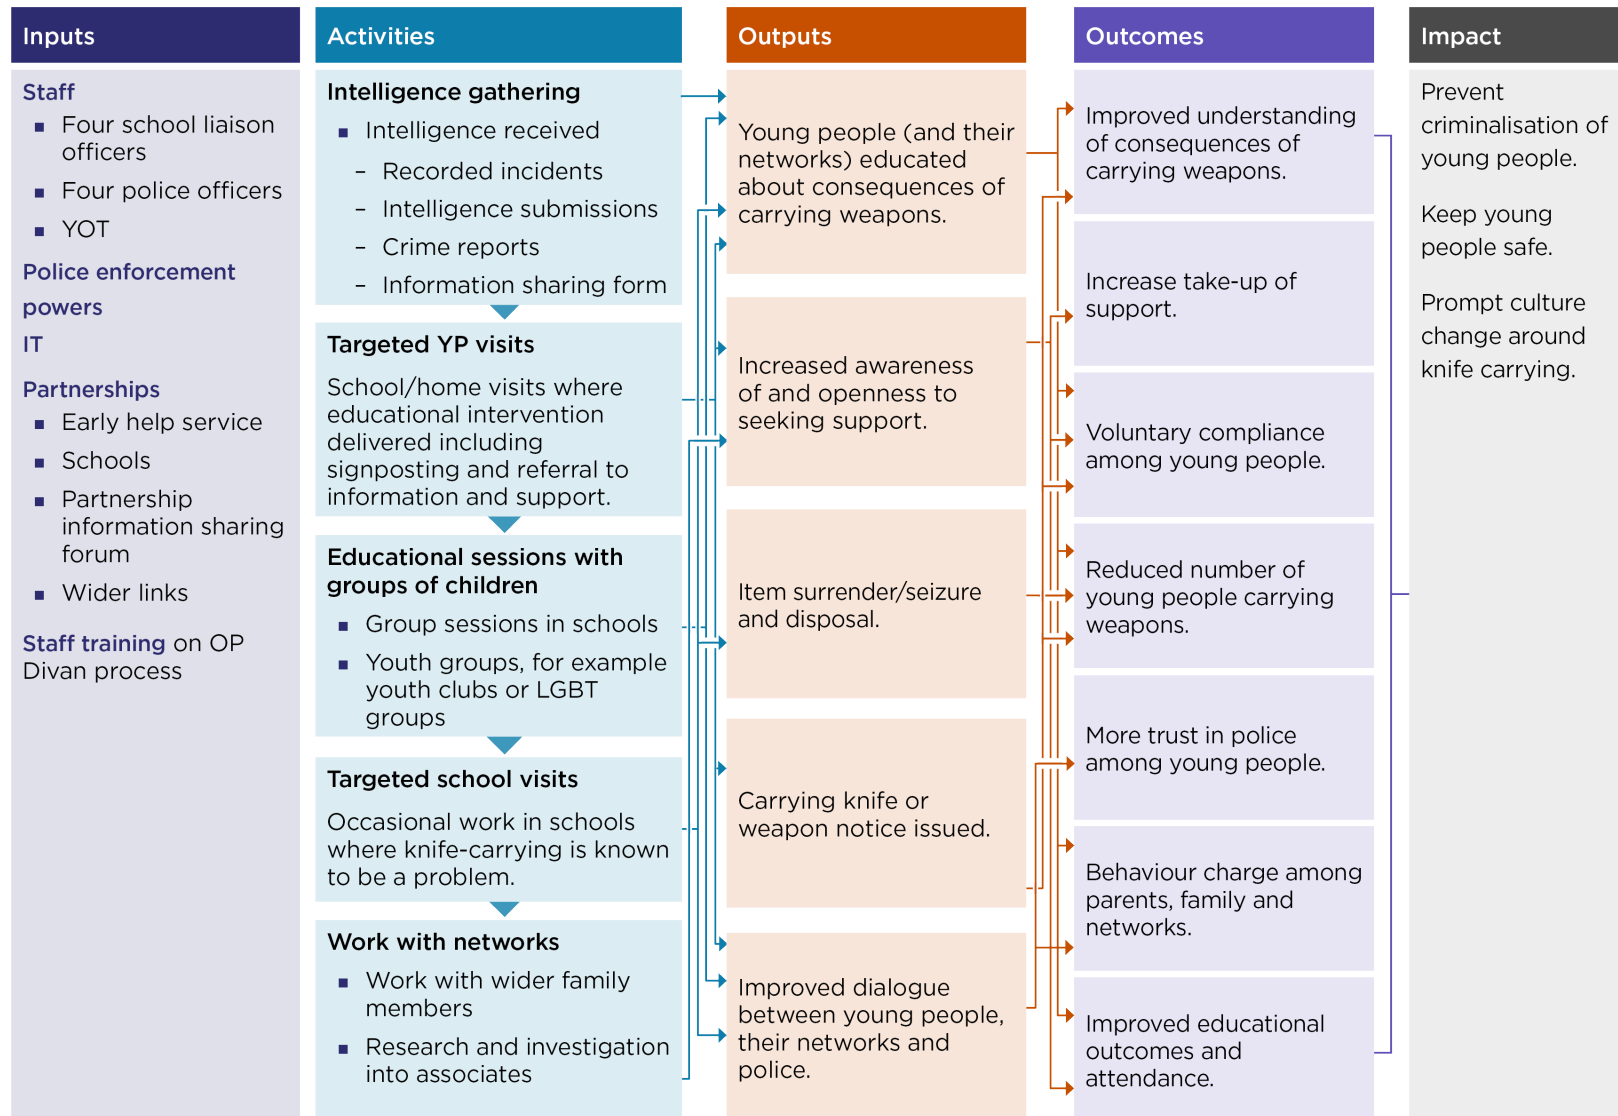 Inputs
Staff
▪ Four school liaison
officers
▪ Four police officers
▪ YOT
Police enforcement
powers
IT
Partnerships
▪ Early help service
▪ Schools
▪ Partnership
information sharing
forum
▪ Wider links
Staff training on OP
Divan process
Activities
Intelligence gathering
▪ Intelligence received
– Recorded incidents
– Intelligence submissions
– Crime reports
– Information sharing form
Targeted YP visits
School/home visits where
educational intervention
delivered including
signposting and referral to
information and support.
Educational sessions with
groups of children
▪ Group sessions in schools
▪ Youth groups, for example
youth clubs or LGBT
groups
Targeted school visits
Occasional work in schools
where knife-carrying is known
to be a problem.
Work with networks
▪ Work with wider family
members
▪ Research and investigation
into associates
Outputs
Young people (and their
networks) educated
about consequences of
carrying weapons.
Increased awareness
of and openness to
seeking support.
Item surrender/seizure
and disposal.
Carrying knife or
weapon notice issued.
Improved dialogue
between young people,
their networks and
police.
Outcomes
Improved understanding
of consequences of
carrying weapons.
Increase take-up of
support.
Voluntary compliance
among young people.
Reduced number of
young people carrying
weapons.
More trust in police
among young people.
Behaviour charge among
parents, family and
networks.
Improved educational
outcomes and
attendance.
Impact
Prevent
criminalisation of
young people.
Keep young
people safe.
Prompt culture
change around
knife carrying.